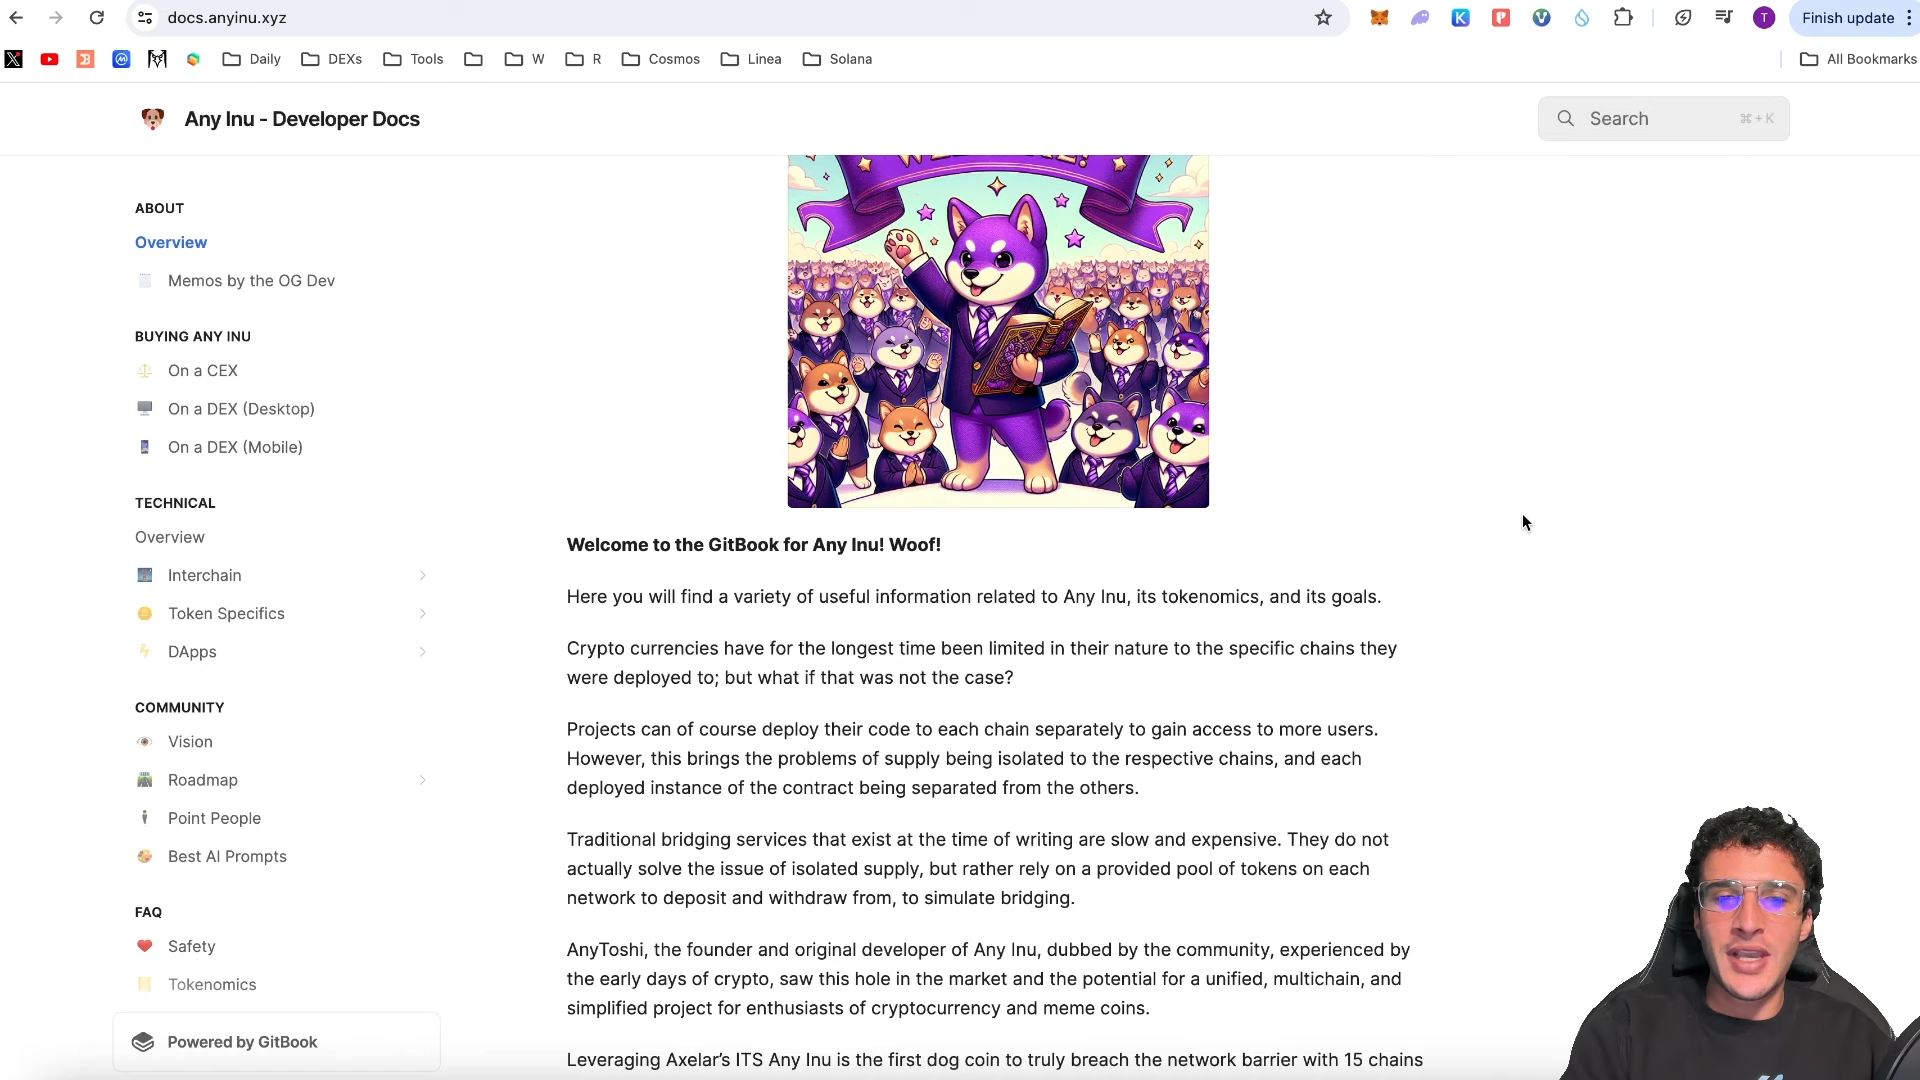 docs.anyinu.xyz
T
Finish update
Daily
DEXs
Tools
W
R
Cosmos
Linea
Solana
All Bookmarks
Any Inu - Developer Docs
Search
⌘ + K
ABOUT
Overview
Memos by the OG Dev
BUYING ANY INU
On a CEX
On a DEX (Desktop)
On a DEX (Mobile)
TECHNICAL
Overview
Interchain
Token Specifics
DApps
COMMUNITY
Vision
Roadmap
Point People
Best AI Prompts
FAQ
Safety
Tokenomics
Powered by GitBook
Welcome to the GitBook for Any Inu! Woof!
Here you will find a variety of useful information related to Any Inu, its tokenomics, and its goals.
Crypto currencies have for the longest time been limited in their nature to the specific chains they
were deployed to; but what if that was not the case?
Projects can of course deploy their code to each chain separately to gain access to more users.
However, this brings the problems of supply being isolated to the respective chains, and each
deployed instance of the contract being separated from the others.
Traditional bridging services that exist at the time of writing are slow and expensive. They do not
actually solve the issue of isolated supply, but rather rely on a provided pool of tokens on each
network to deposit and withdraw from, to simulate bridging.
AnyToshi, the founder and original developer of Any Inu, dubbed by the community, experienced by
the early days of crypto, saw this hole in the market and the potential for a unified, multichain, and
simplified project for enthusiasts of cryptocurrency and meme coins.
Leveraging Axelar's ITS Any Inu is the first dog coin to truly breach the network barrier with 15 chains